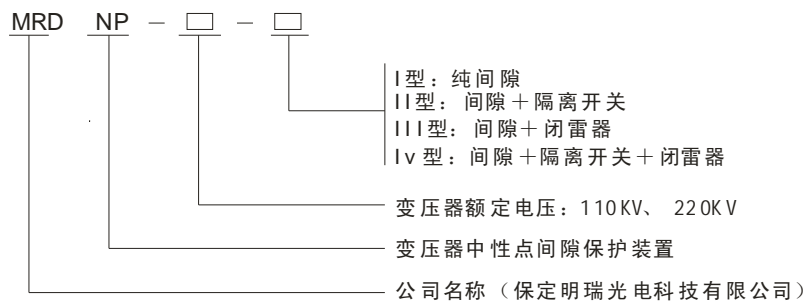 MRD NP － □ － □
I型：纯间隙
II型：间隙＋隔离开关
III型：间隙＋闭雷器
Iv型：间隙＋隔离开关＋闭雷器
变压器额定电压：110KV、 220KV
变压器中性点间隙保护装置
公司名称（保定明瑞光电科技有限公司）